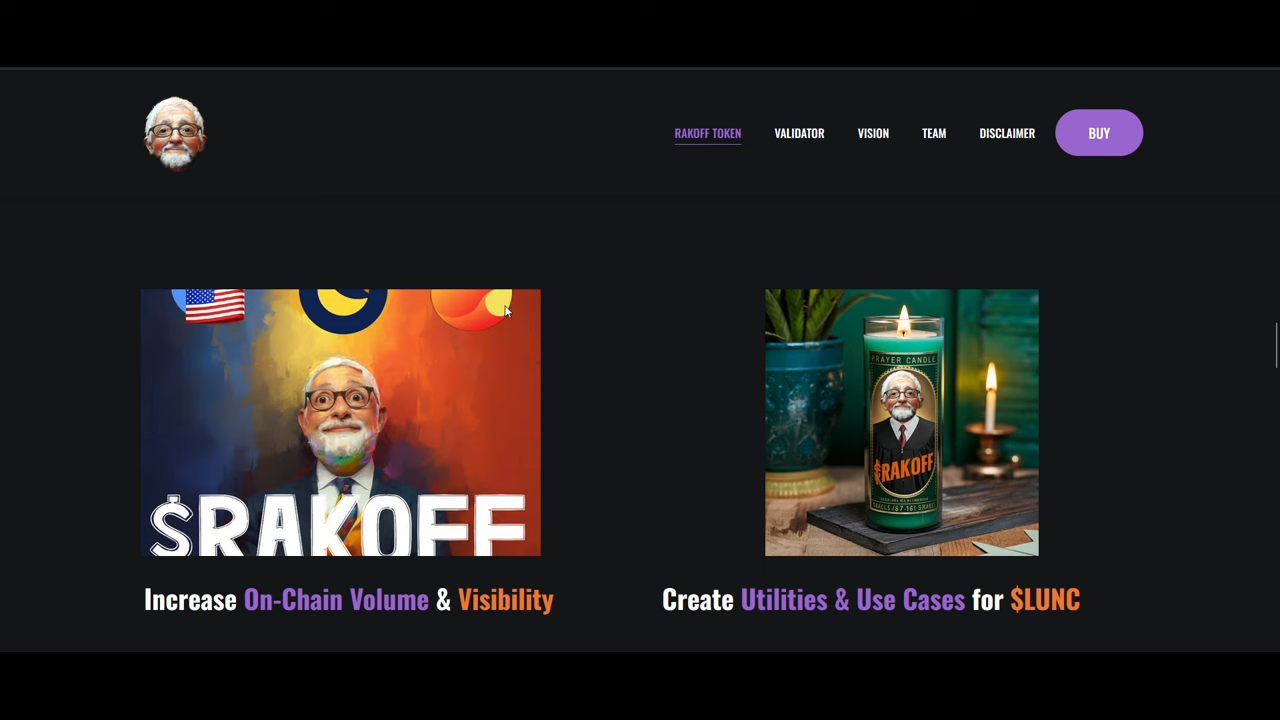 RAKOFF TOKEN VALIDATOR VISION TEAM DISCLAIMER BUY
$RAKOFF
PRAYER CANDLE
$RAKOFF
Increase On-Chain Volume & Visibility
Create Utilities & Use Cases for $LUNC